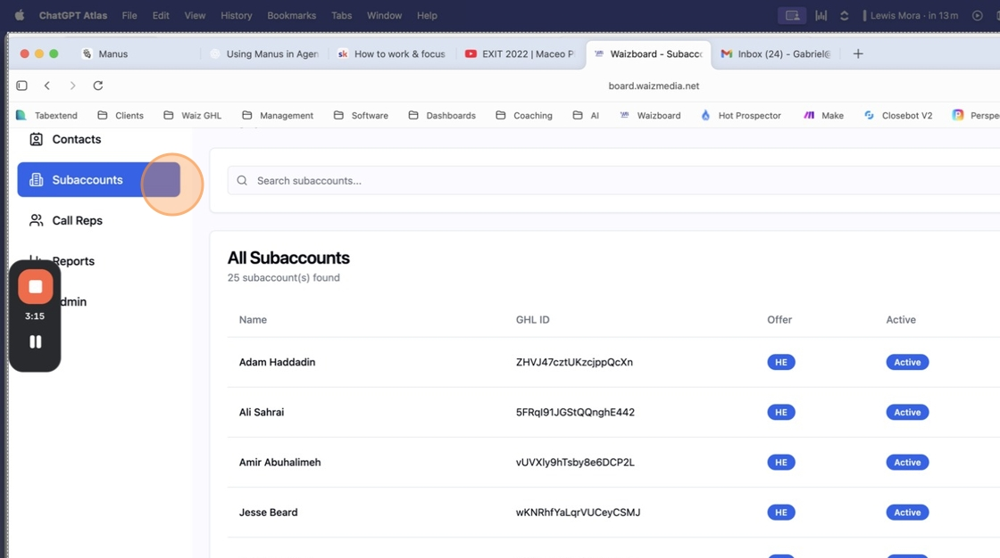 ChatGPT Atlas File Edit View History Bookmarks Tabs Window Help Lewis Mora · in 13 m
Manus Using Manus in Agen sk How to work & focus EXIT 2022 | Maceo P Waizboard - Subacc Inbox (24) - Gabriel@
board.waizmedia.net
Tabextend Clients Waiz GHL Management Software Dashboards Coaching AI Waizboard Hot Prospector Make Closebot V2 Perspe
Contacts
Subaccounts
Search subaccounts...
Call Reps
Reports
dmin
3:15
All Subaccounts
25 subaccount(s) found
Name GHL ID Offer Active
Adam Haddadin ZHVJ47cztUKzcjppQcXn HE Active
Ali Sahrai 5FRql91JGStQQnghE442 HE Active
Amir Abuhalimeh vUVXly9hTsby8e6DCP2L HE Active
Jesse Beard wKNRhfYaLqrVUCeyCSMJ HE Active